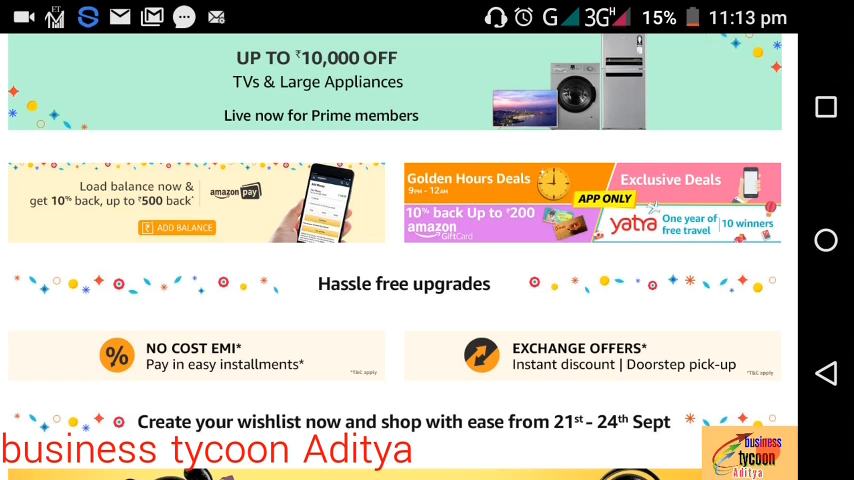 15% 11:13 pm
UP TO ₹10,000 OFF
TVs & Large Appliances
Live now for Prime members
Load balance now &
get 10% back, up to ₹500 back*
amazon pay
₹ ADD BALANCE
Golden Hours Deals
9PM - 12AM
Exclusive Deals
APP ONLY
10% back Up to ₹200
amazon
GiftCard
yatra
One year of
free travel
10 winners
Hassle free upgrades
% NO COST EMI*
Pay in easy installments*
*T&C apply
EXCHANGE OFFERS*
Instant discount | Doorstep pick-up
*T&C apply
Create your wishlist now and shop with ease from 21st - 24th Sept
business tycoon Aditya
business
tycoon
Aditya